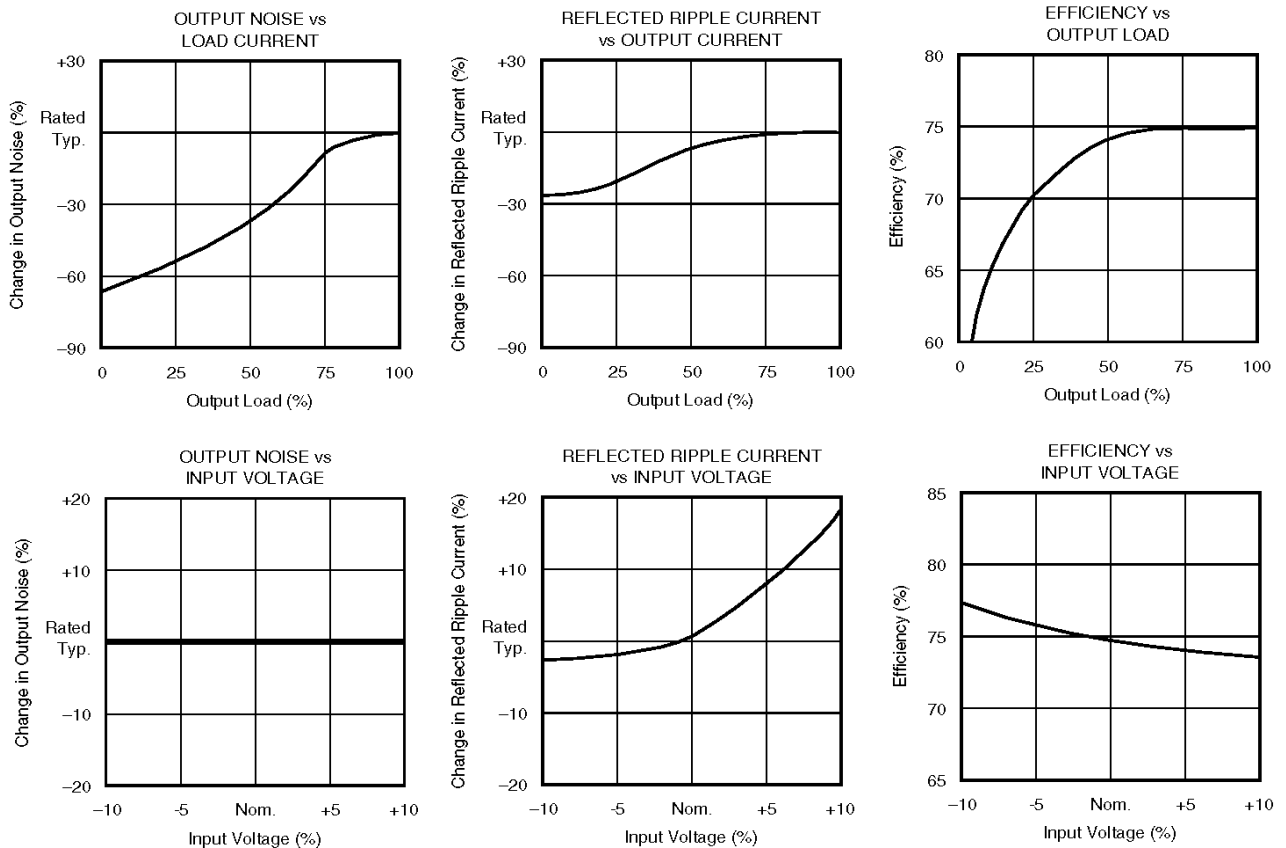 OUTPUT NOISE vs
LOAD CURRENT
+30
Rated
Typ.
−30
−60
−90
Change in Output Noise (%)
0 25 50 75 100
Output Load (%)
REFLECTED RIPPLE CURRENT
vs OUTPUT CURRENT
+30
Rated
Typ.
−30
−60
−90
Change in Reflected Ripple Current (%)
0 25 50 75 100
Output Load (%)
EFFICIENCY vs
OUTPUT LOAD
80
75
70
65
60
Efficiency (%)
0 25 50 75 100
Output Load (%)
OUTPUT NOISE vs
INPUT VOLTAGE
+20
+10
Rated
Typ.
−10
−20
Change in Output Noise (%)
−10 -5 Nom. +5 +10
Input Voltage (%)
REFLECTED RIPPLE CURRENT
vs INPUT VOLTAGE
+20
+10
Rated
Typ.
−10
−20
Change in Reflected Ripple Current (%)
−10 -5 Nom. +5 +10
Input Voltage (%)
EFFICIENCY vs
INPUT VOLTAGE
85
80
75
70
65
Efficiency (%)
−10 -5 Nom. +5 +10
Input Voltage (%)